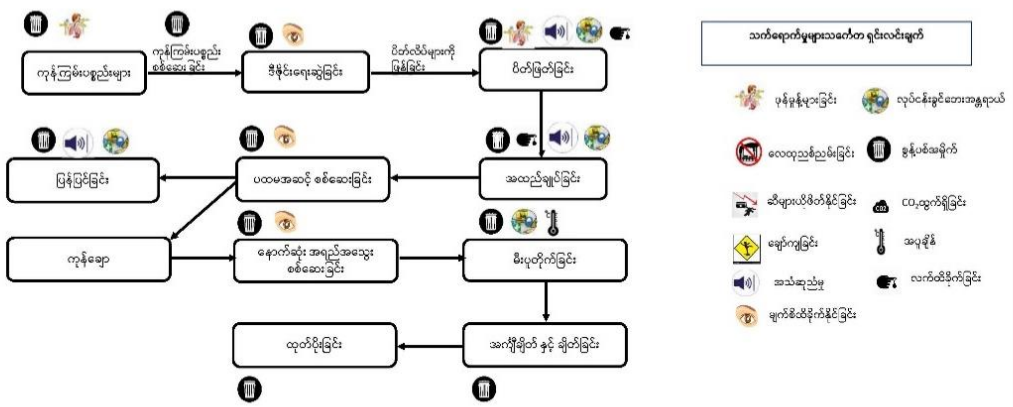 ကုန်ကြမ်းပစ္စည်းများ
ကုန်ကြမ်းပစ္စည်း
စစ်ဆေးခြင်း
ဒီဇိုင်းရေးဆွဲခြင်း
ပိတ်လိပ်များကို
ဖြန့်ခြင်း
ပိတ်ဖြတ်ခြင်း
ပြန်ပြင်ခြင်း
ပထမအဆင့် စစ်ဆေးခြင်း
အထည်ချုပ်ခြင်း
ကုန်ချော
နောက်ဆုံး အရည်အသွေး
စစ်ဆေးခြင်း
မီးပူတိုက်ခြင်း
ထုတ်ပိုးခြင်း
အင်္ကျီချိတ် နှင့် ချိတ်ခြင်း
သက်ရောက်မှုများသင်္ကေတ ရှင်းလင်းချက်
ဖုန်မှုန့်များခြင်း
လုပ်ငန်းခွင်ဘေးအန္တရာယ်
လေထုညစ်ညမ်းခြင်း
စွန့်ပစ်အမှိုက်
ဆီများယိုဖိတ်နိုင်ခြင်း
CO2
CO₂ထွက်ရှိခြင်း
ချော်ကျခြင်း
အပူချိန်
အသံဆူညံမှု
လက်ထိခိုက်ခြင်း
မျက်စိထိခိုက်နိုင်ခြင်း